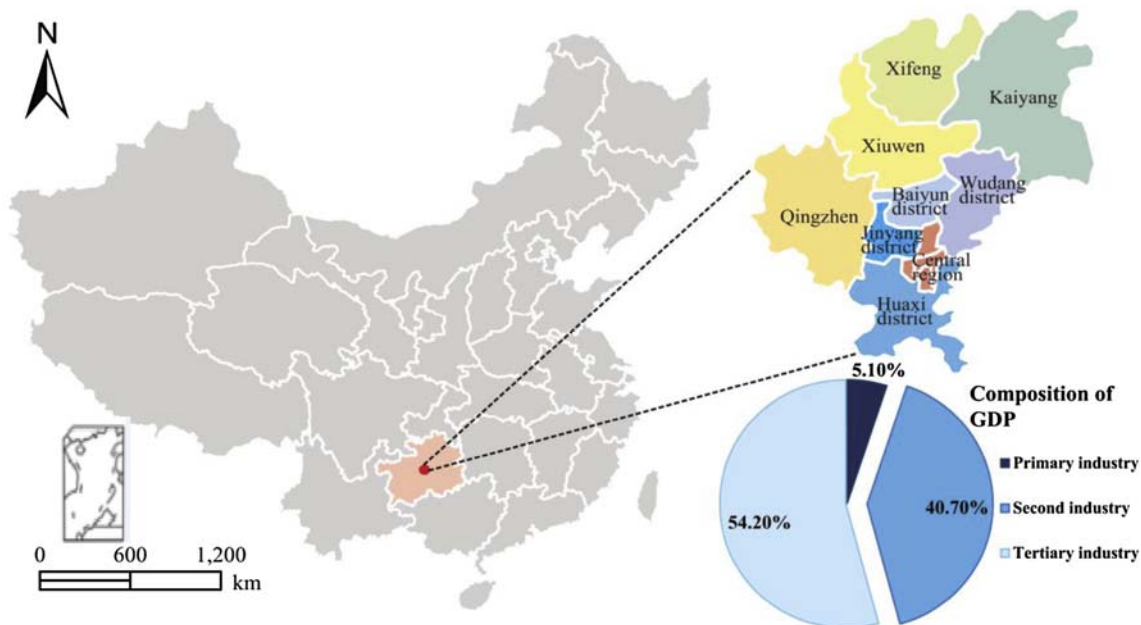 N
Xifeng
Kaiyang
Xiuwen
Baiyun
district
Wudang
district
Qingzhen
Jinyang
district
Central
region
Huaxi
district
5.10%
Composition of
GDP
Primary industry
Second industry
Tertiary industry
40.70%
54.20%
0 600 1,200
km